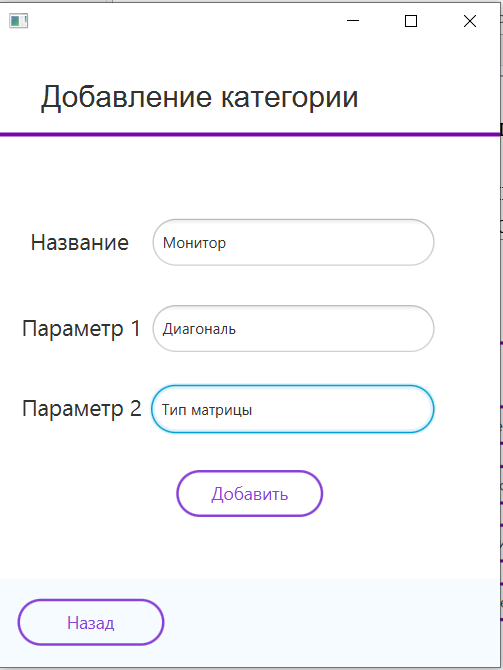 Добавление категории
Название
Монитор
Параметр 1
Диагональ
Параметр 2
Тип матрицы
Добавить
Назад